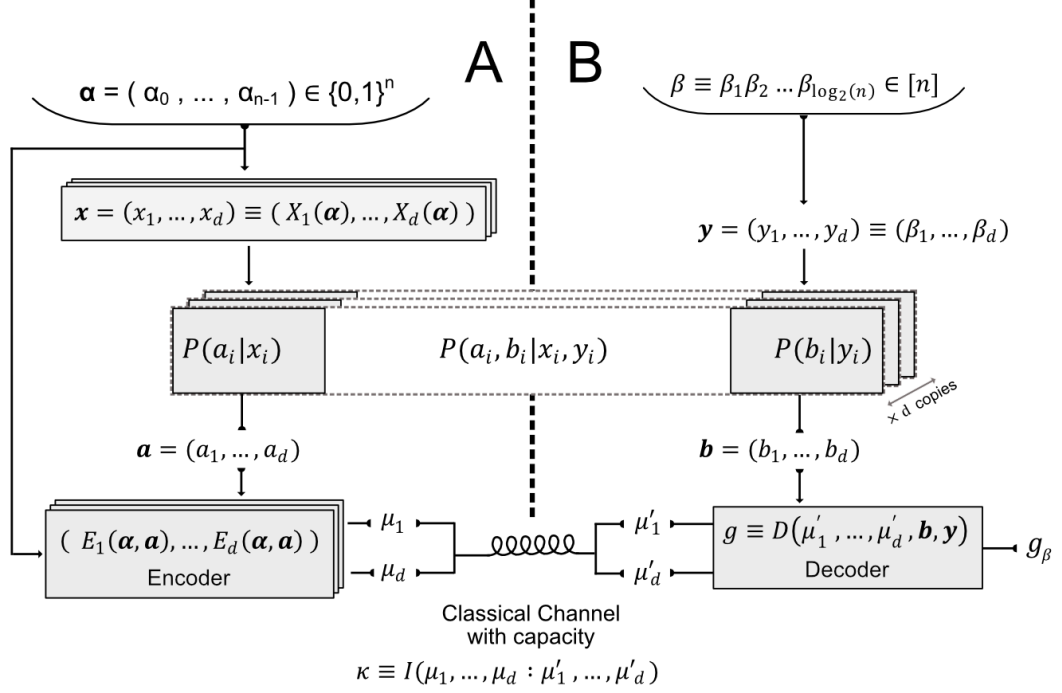 A B
α = ( α₀ , ... , αₙ₋₁ ) ∈ {0,1}ⁿ
β ≡ β₁β₂ … β_{log₂(n)} ∈ [n]
𝒙 = (x₁, … , x_d) ≡ ( X₁(𝜶), … , X_d(𝜶) )
𝒚 = (y₁, … , y_d) ≡ (β₁, … , β_d)
P(aᵢ|xᵢ) P(aᵢ, bᵢ|xᵢ, yᵢ) P(bᵢ|yᵢ)
× d copies
𝒂 = (a₁, … , a_d)
𝒃 = (b₁, … , b_d)
( E₁(𝜶, 𝒂), … , E_d(𝜶, 𝒂) )
Encoder
μ₁ μ′₁
μ_d μ′_d
g ≡ D(μ′₁ , … , μ′_d, 𝒃, 𝒚)
Decoder
g_β
Classical Channel
with capacity
κ ≡ I(μ₁, … , μ_d ∶ μ′₁ , … , μ′_d)